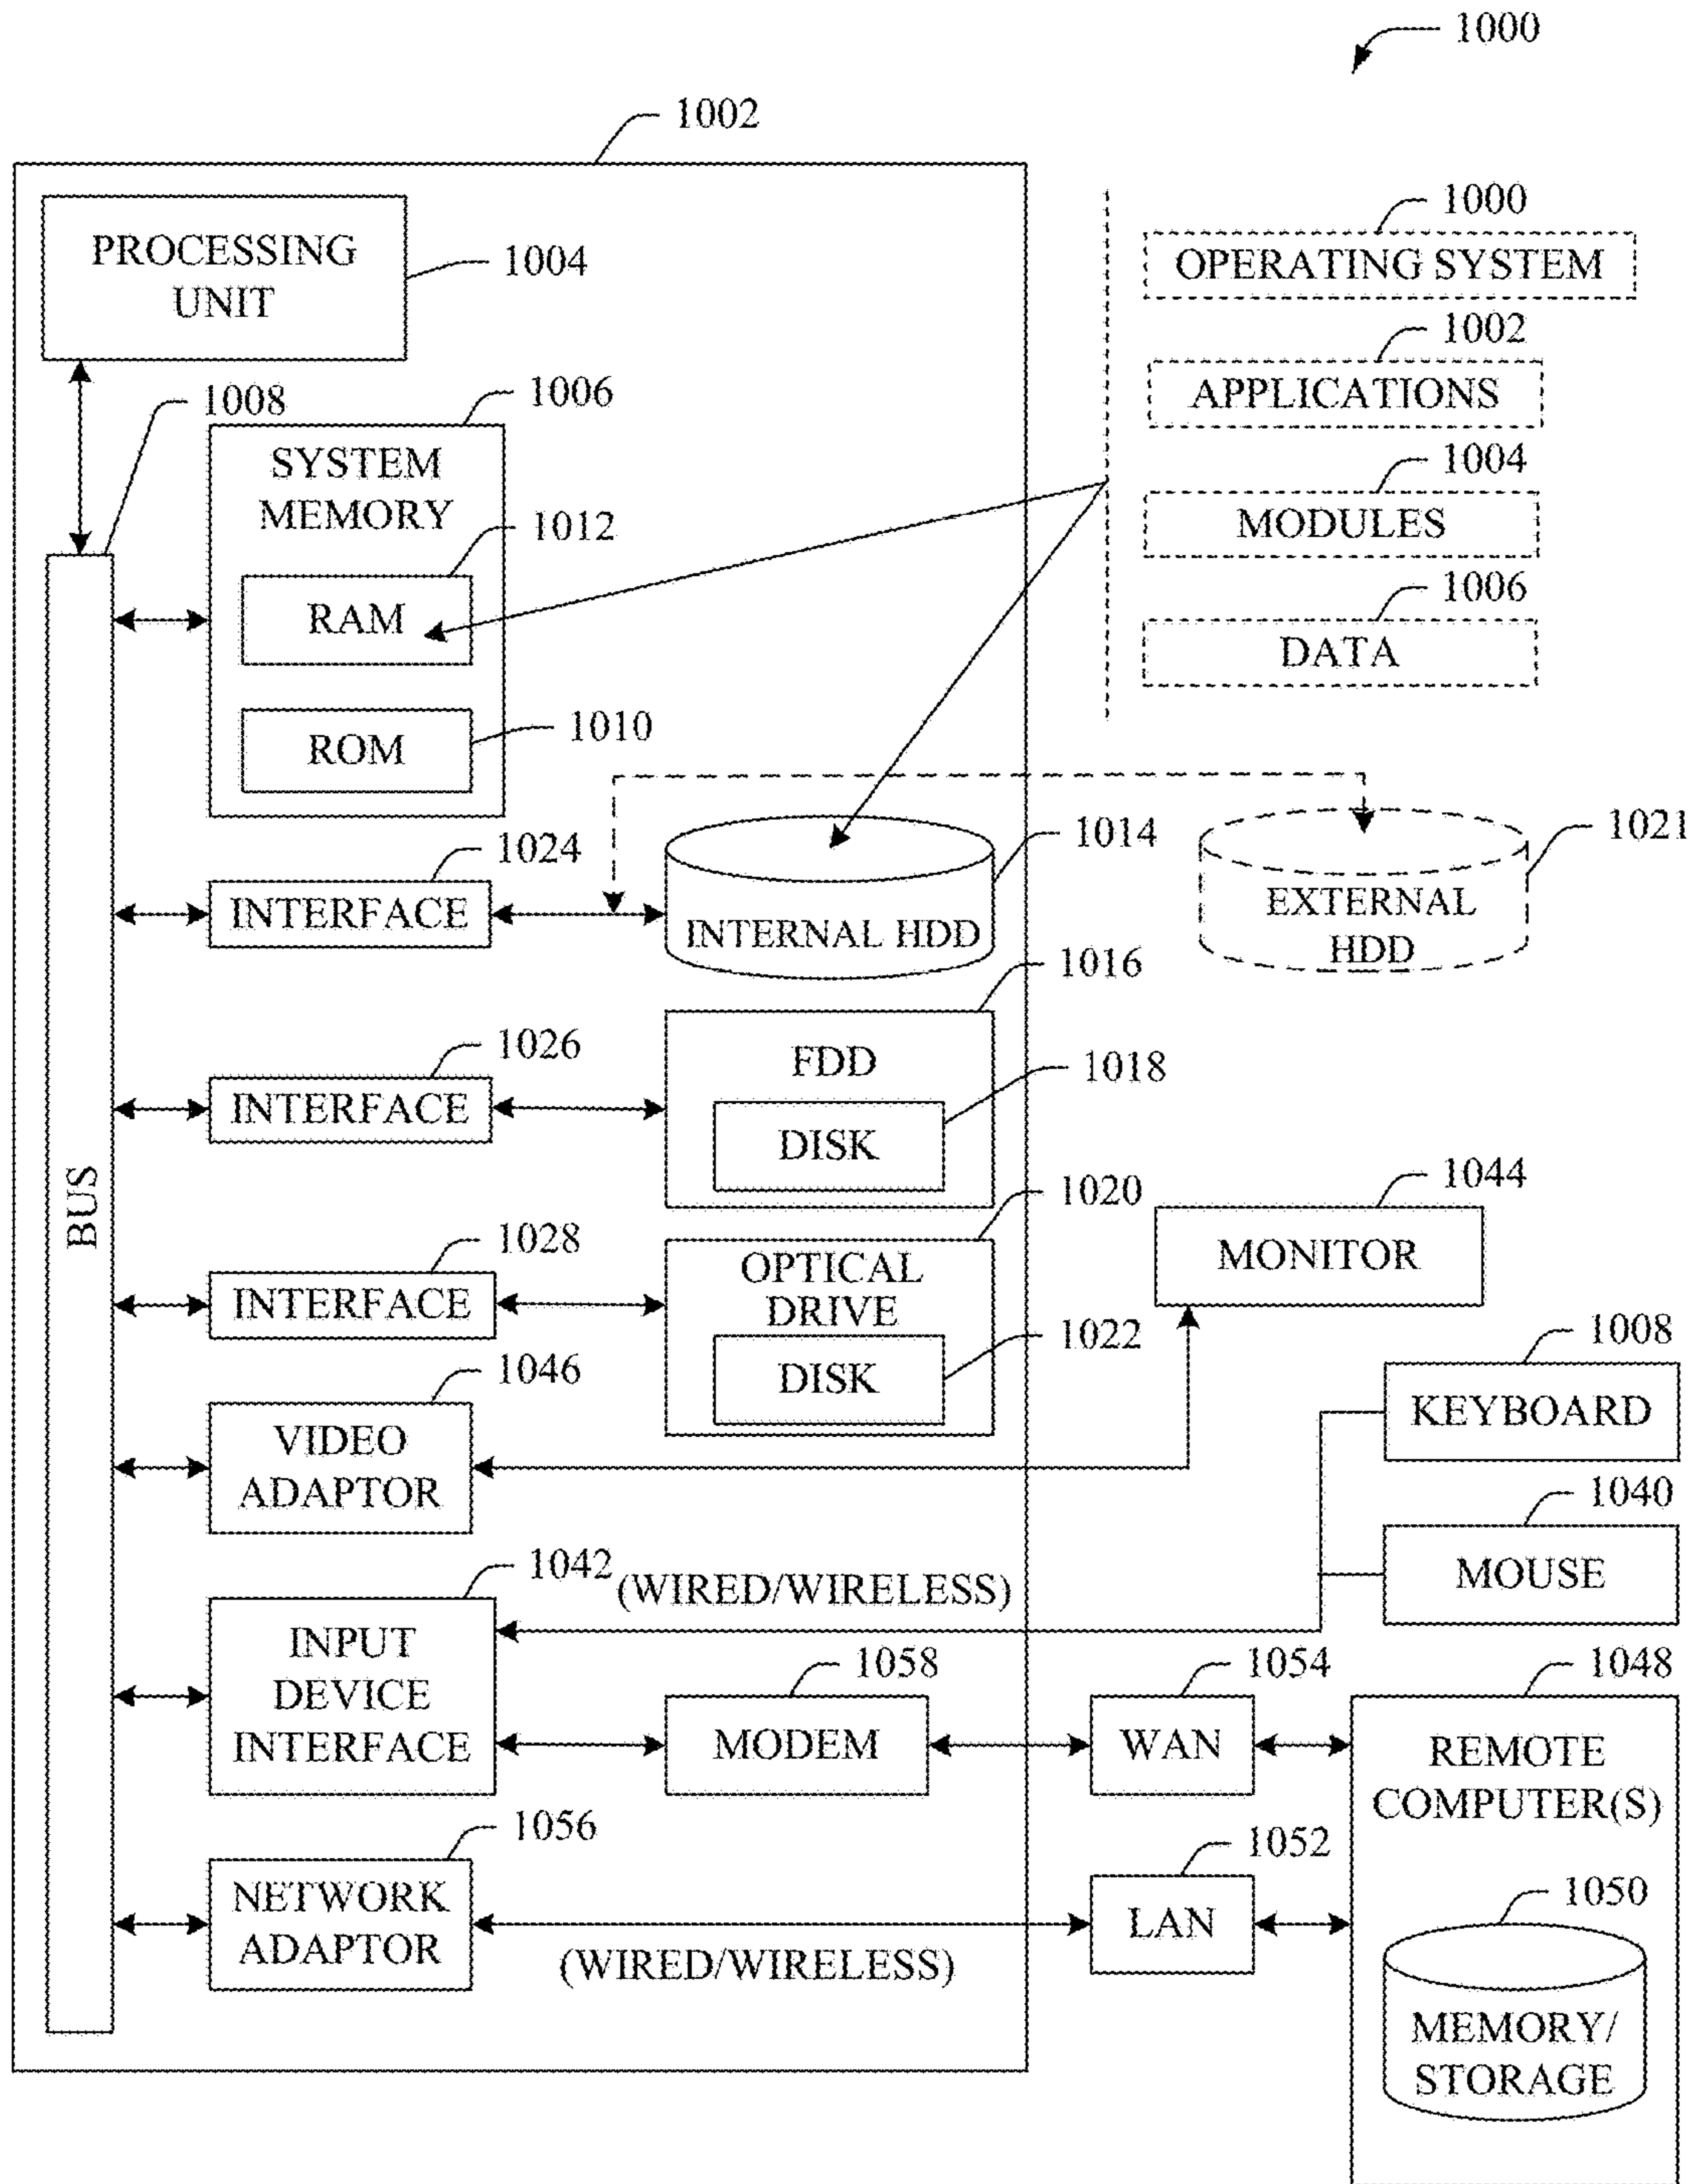 1000
1002
PROCESSING
UNIT
1004
1000
OPERATING SYSTEM
1002
APPLICATIONS
1004
MODULES
1006
DATA
1008
1006
SYSTEM
MEMORY
1012
RAM
1010
ROM
BUS
1024
INTERFACE
1014
INTERNAL HDD
1021
EXTERNAL
HDD
1026
INTERFACE
1016
FDD
1018
DISK
1028
INTERFACE
1020
OPTICAL
DRIVE
1022
DISK
1044
MONITOR
1046
VIDEO
ADAPTOR
1008
KEYBOARD
1040
MOUSE
1042
(WIRED/WIRELESS)
INPUT
DEVICE
INTERFACE
1058
MODEM
1054
WAN
1048
REMOTE
COMPUTER(S)
1056
NETWORK
ADAPTOR
(WIRED/WIRELESS)
1052
LAN
1050
MEMORY/
STORAGE